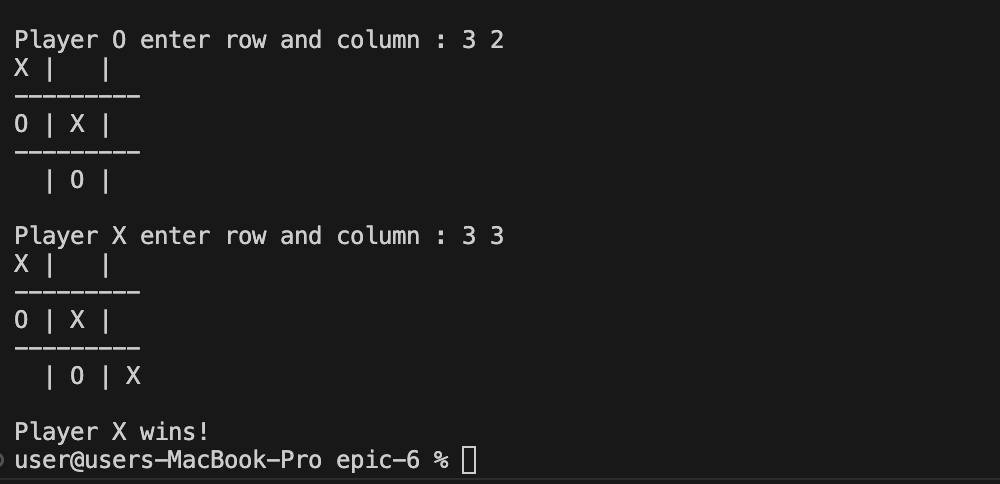 Player O enter row and column : 3 2
X |   |
---------
O | X |
---------
  | O |
Player X enter row and column : 3 3
X |   |
---------
O | X |
---------
  | O | X
Player X wins!
user@users-MacBook-Pro epic-6 %